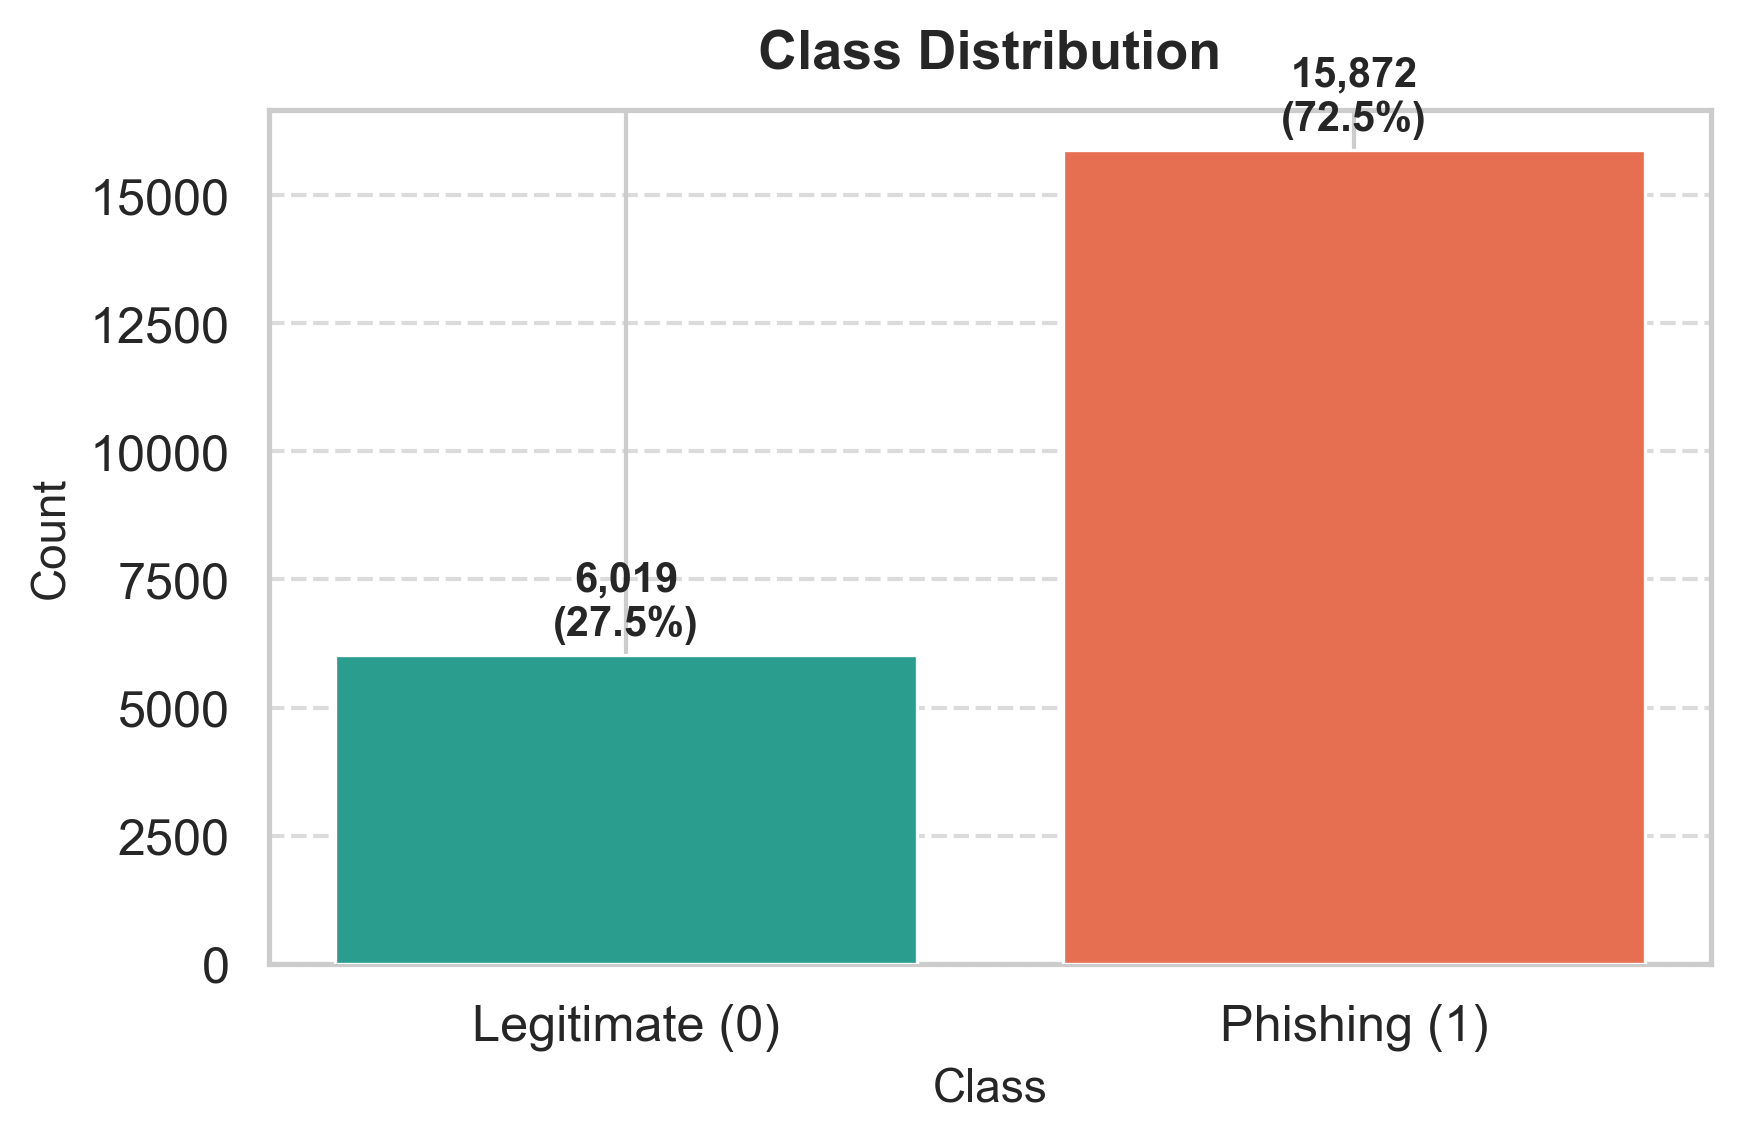 Class Distribution
15,872
(72.5%)
15000
12500
10000
7500
5000
2500
0
Count
6,019
(27.5%)
Legitimate (0)
Phishing (1)
Class